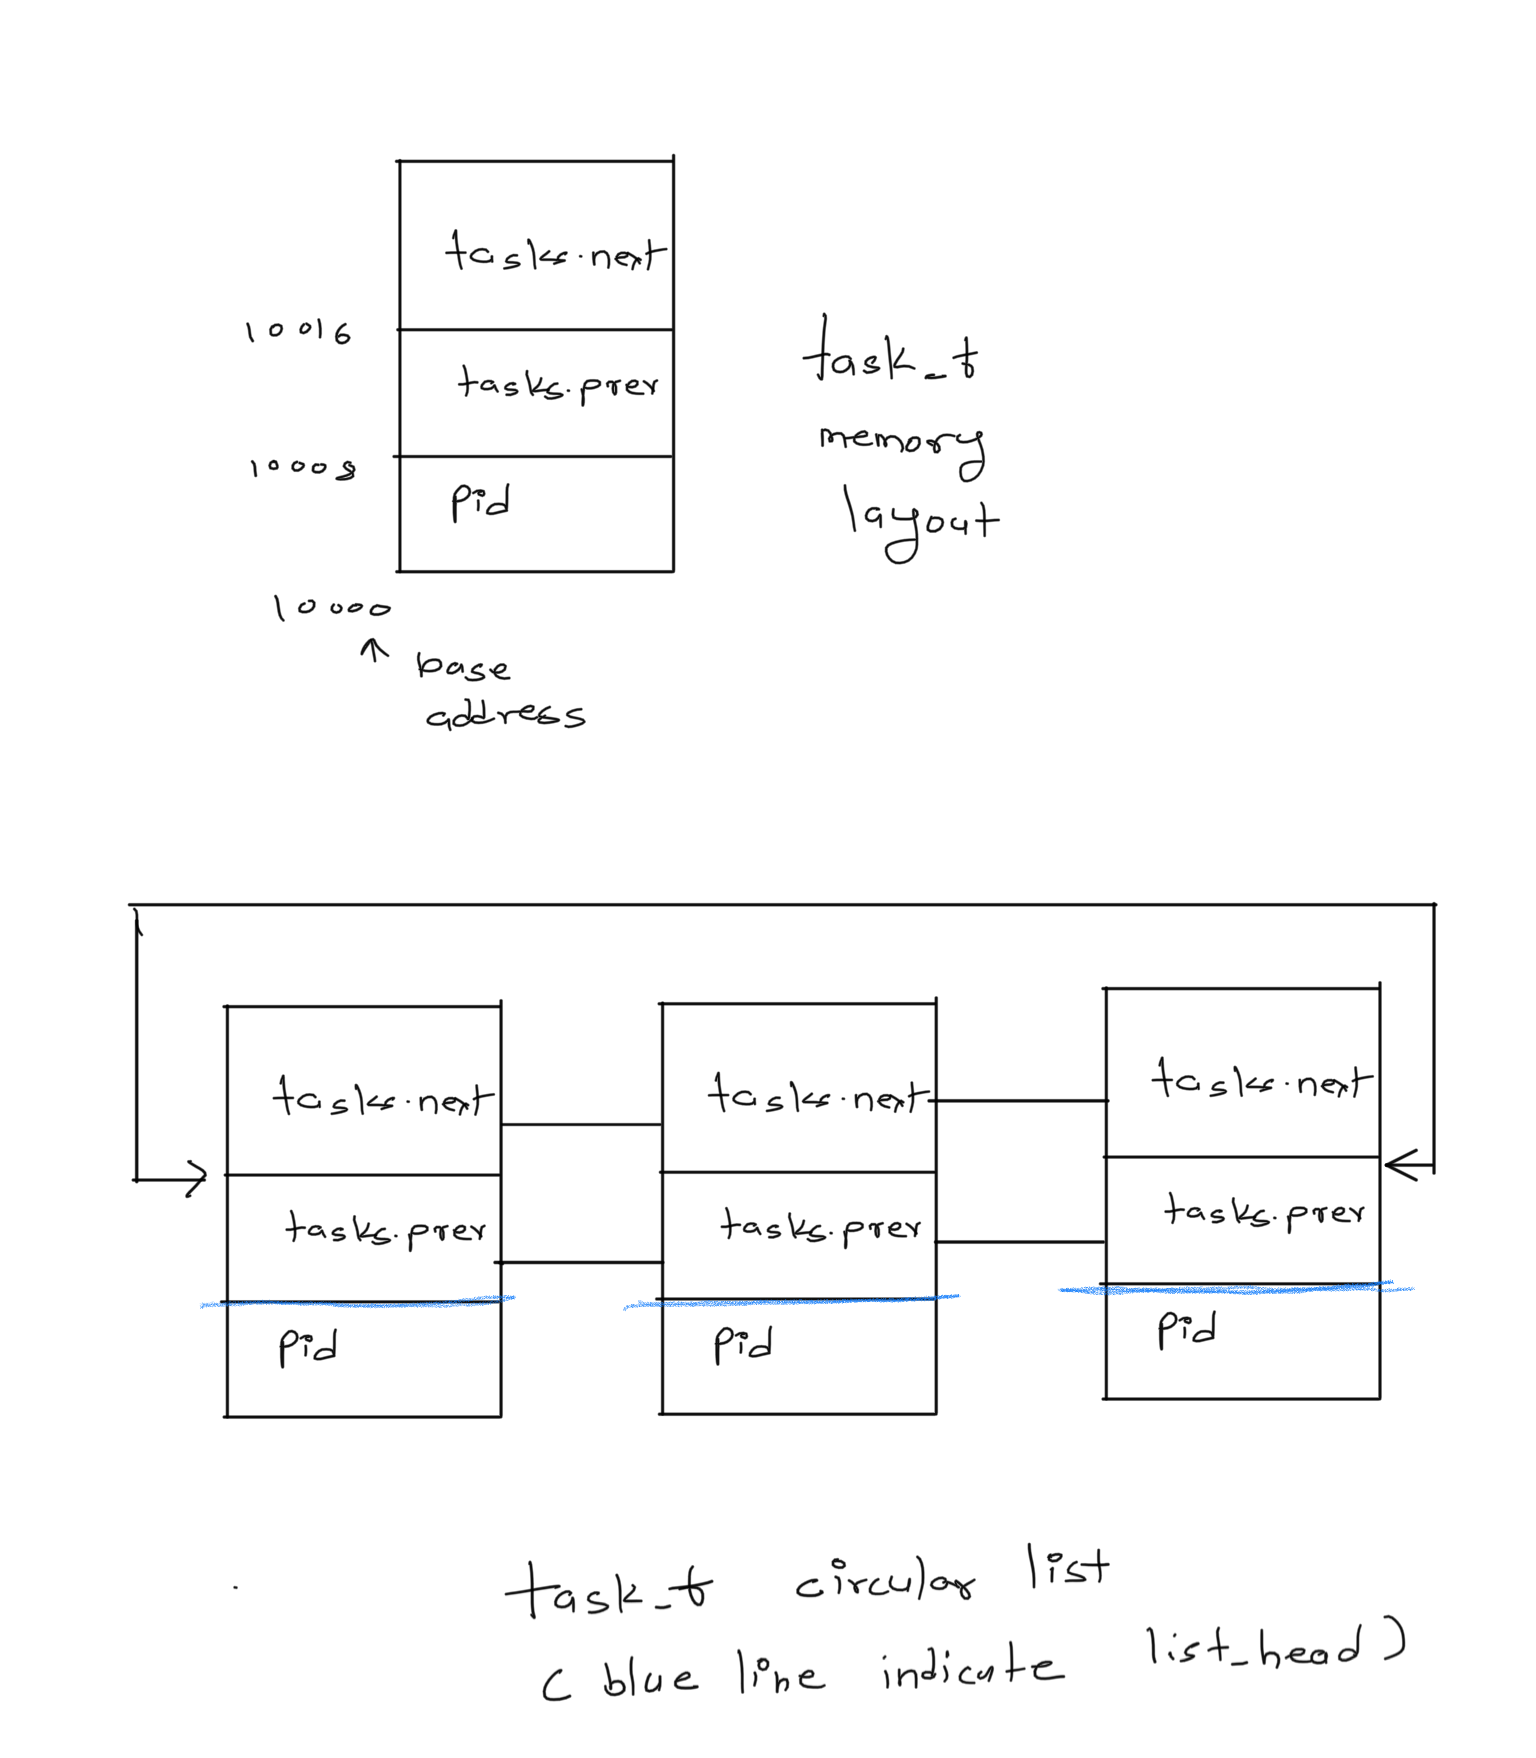 tasks.next
10016
tasks.prev
task_t
memory
layout
10008
pid
10000
base
address
tasks.next
tasks.next
tasks.next
tasks.prev
tasks.prev
tasks.prev
pid
pid
pid
task_t circular list
( blue line indicate list_head )